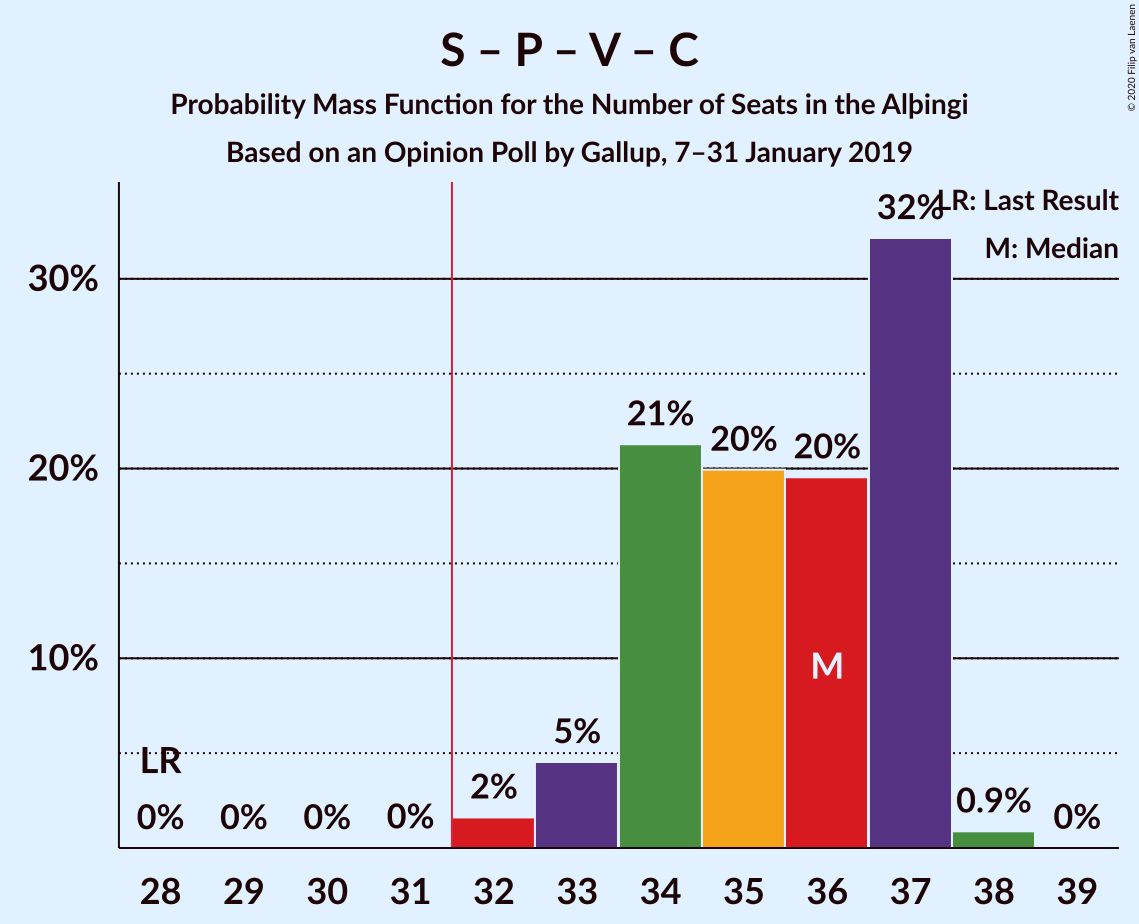 S – P – V – C
Probability Mass Function for the Number of Seats in the Alþingi
Based on an Opinion Poll by Gallup, 7–31 January 2019
© 2020 Filip van Laenen
LR: Last Result
M: Median
30%
20%
10%
LR
0%
0%
0%
0%
2%
5%
21%
20%
20%
32%
0.9%
0%
M
28 29 30 31 32 33 34 35 36 37 38 39